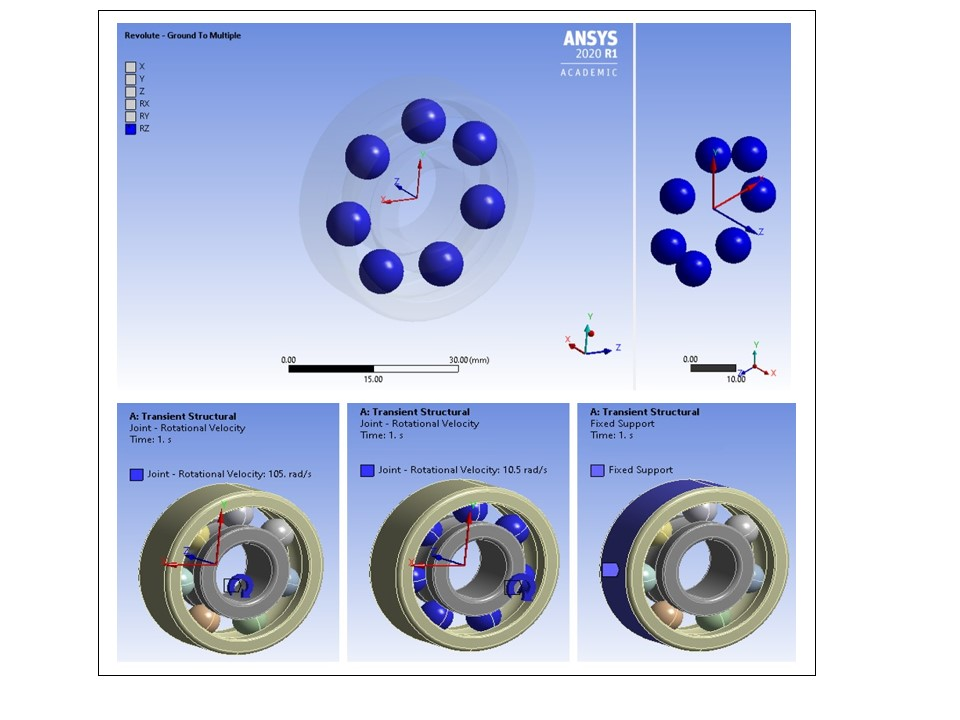 Revolute - Ground To Multiple
ANSYS
2020 R1
ACADEMIC
X
Y
Z
RX
RY
RZ
Y
Z
X
Y
X
Z
Y
X
Z
0.00
30.00 (mm)
15.00
Y
Z
X
0.00
10.00
A: Transient Structural
Joint - Rotational Velocity
Time: 1. s
Joint - Rotational Velocity: 105. rad/s
Y
Z
X
A: Transient Structural
Joint - Rotational Velocity
Time: 1. s
Joint - Rotational Velocity: 10.5 rad/s
Y
Z
X
A: Transient Structural
Fixed Support
Time: 1. s
Fixed Support